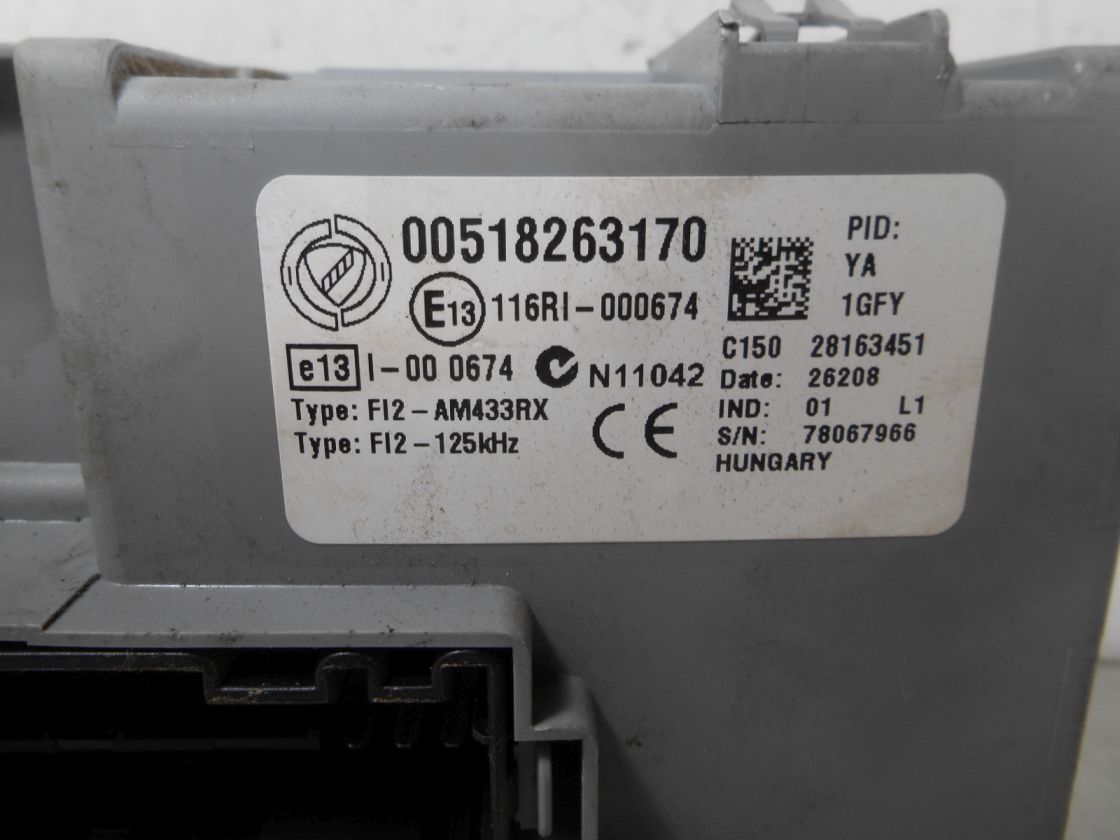 00518263170
E13 116RI-000674
e13 I-00 0674 N11042
Type: FI2-AM433RX
Type: FI2-125kHz
CE
PID:
YA
1GFY
C150 28163451
Date: 26208
IND: 01 L1
S/N: 78067966
HUNGARY